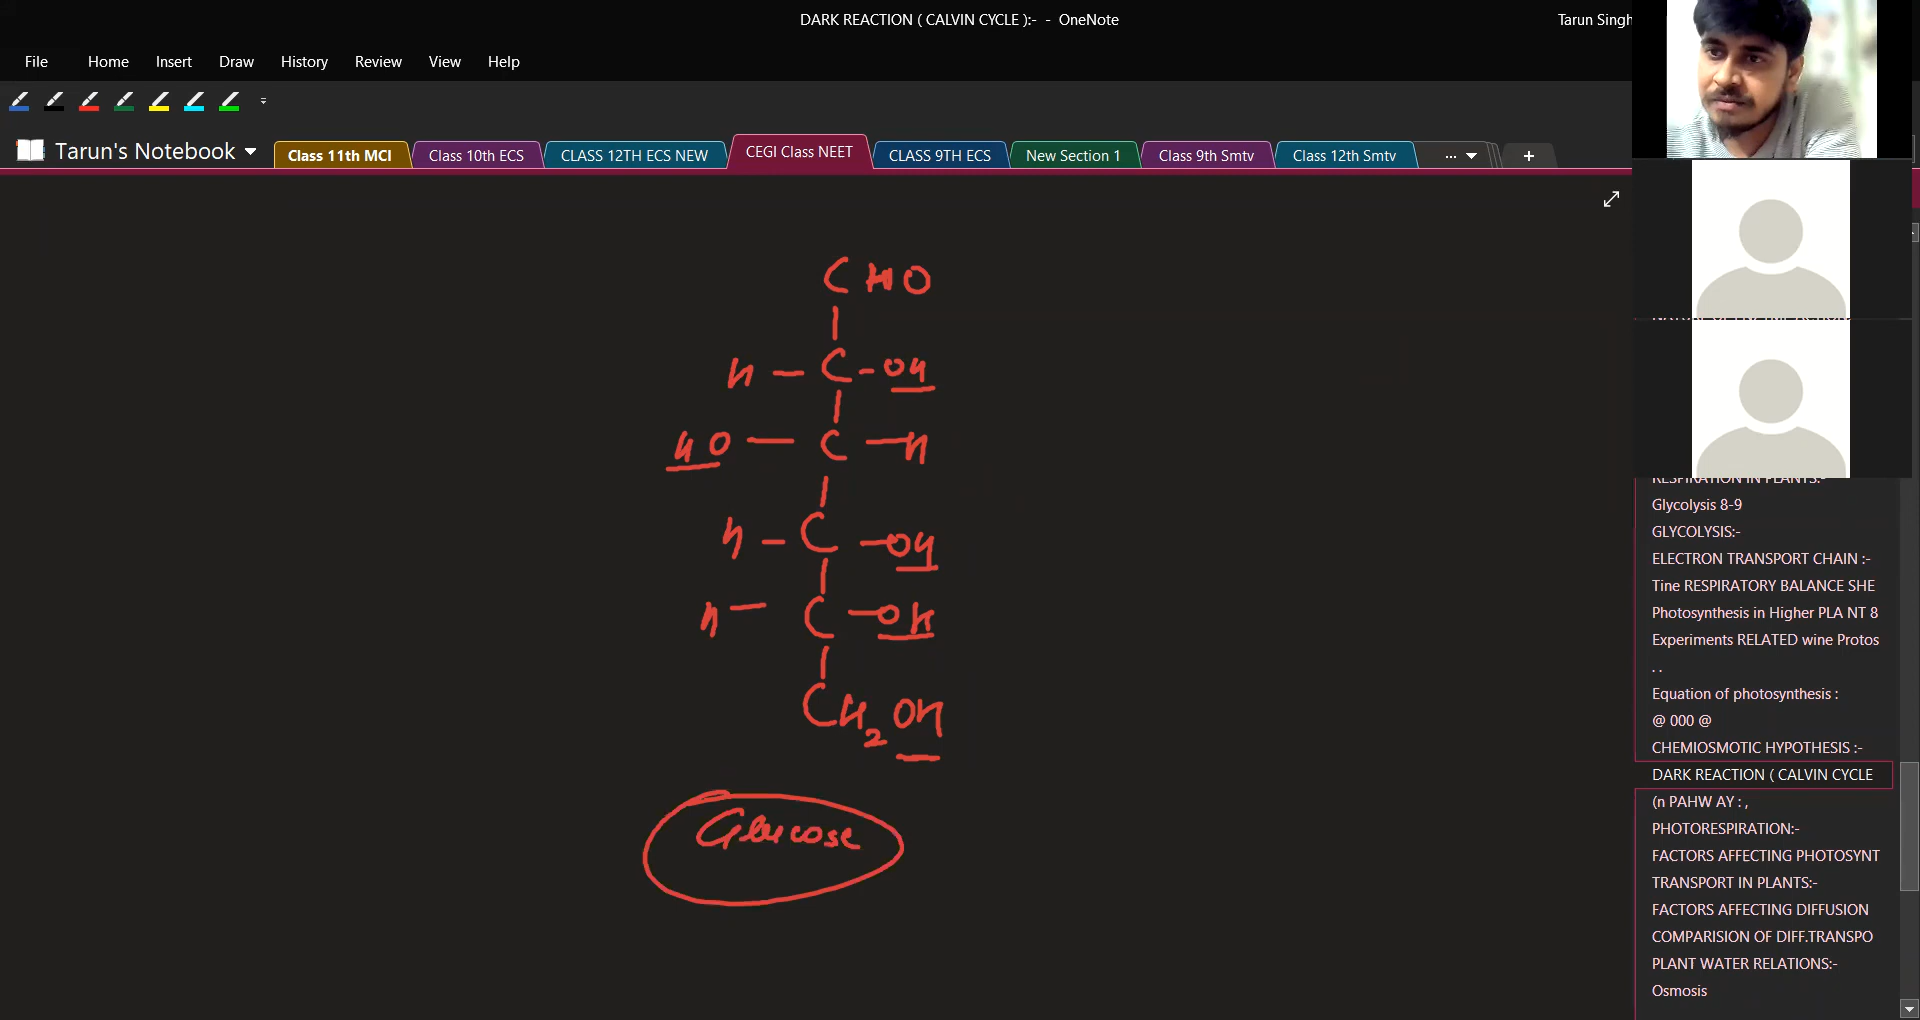 DARK REACTION ( CALVIN CYCLE ):- - OneNote
Tarun Singh
File Home Insert Draw History Review View Help
Tarun's Notebook
Class 11th MCI
Class 10th ECS
CLASS 12TH ECS NEW
CEGI Class NEET
CLASS 9TH ECS
New Section 1
Class 9th Smtv
Class 12th Smtv
...
+
CHO
H - C - OH
HO - C - H
H - C - OH
H - C - OH
CH2OH
Glucose
RESPIRATION IN PLANTS:-
Glycolysis 8-9
GLYCOLYSIS:-
ELECTRON TRANSPORT CHAIN :-
Tine RESPIRATORY BALANCE SHE
Photosynthesis in Higher PLA NT 8
Experiments RELATED wine Protos
. .
Equation of photosynthesis :
@ 000 @
CHEMIOSMOTIC HYPOTHESIS :-
DARK REACTION ( CALVIN CYCLE
(n PAHW AY : ,
PHOTORESPIRATION:-
FACTORS AFFECTING PHOTOSYNT
TRANSPORT IN PLANTS:-
FACTORS AFFECTING DIFFUSION
COMPARISION OF DIFF.TRANSPO
PLANT WATER RELATIONS:-
Osmosis